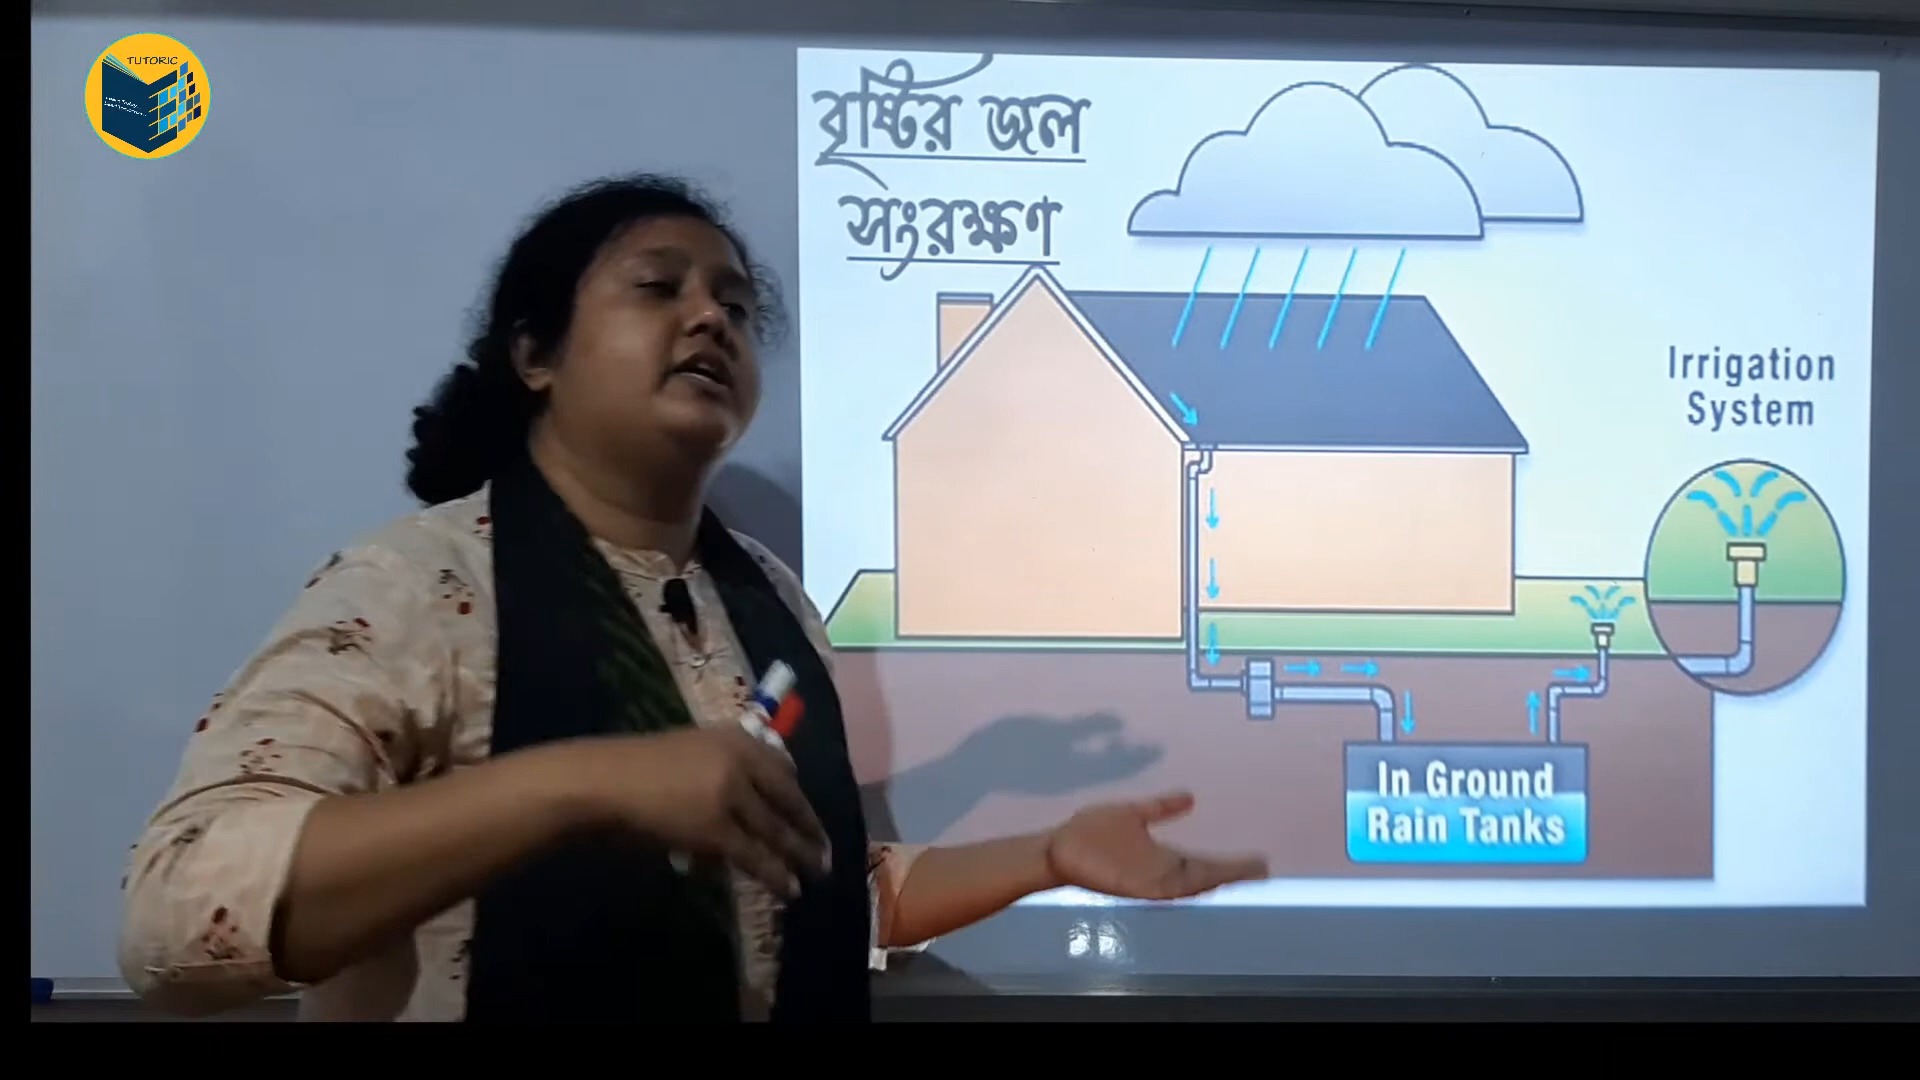 TUTORIC
বৃষ্টির জল
সংরক্ষণ
Irrigation
System
In Ground
Rain Tanks